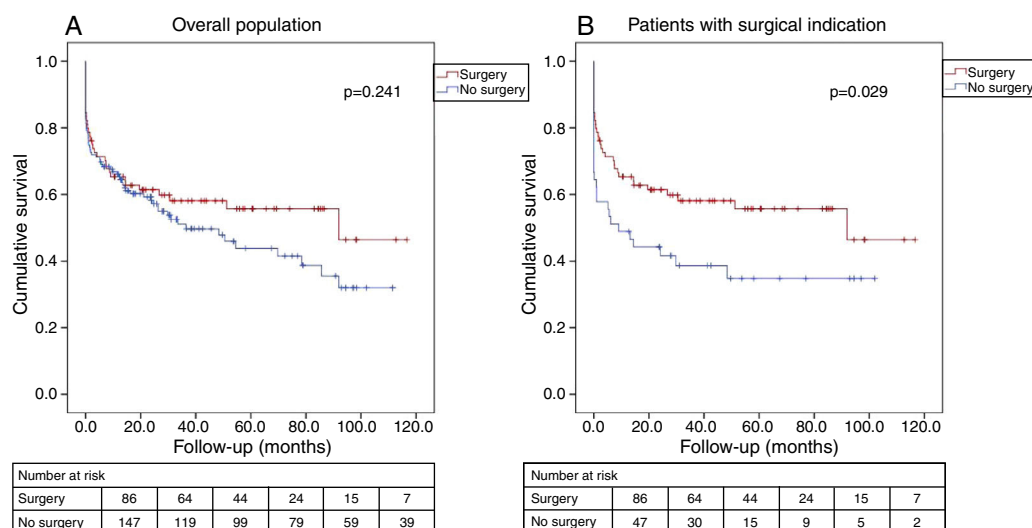 A Overall population
1.0
0.8
0.6
0.4
0.2
0.0
Cumulative survival
p=0.241
Surgery
No surgery
0.0 20.0 40.0 60.0 80.0 100.0 120.0
Follow-up (months)
Number at risk
Surgery 86 64 44 24 15 7
No surgery 147 119 99 79 59 39
B Patients with surgical indication
1.0
0.8
0.6
0.4
0.2
0.0
Cumulative survival
p=0.029
Surgery
No surgery
0.0 20.0 40.0 60.0 80.0 100.0 120.0
Follow-up (months)
Number at risk
Surgery 86 64 44 24 15 7
No surgery 47 30 15 9 5 2